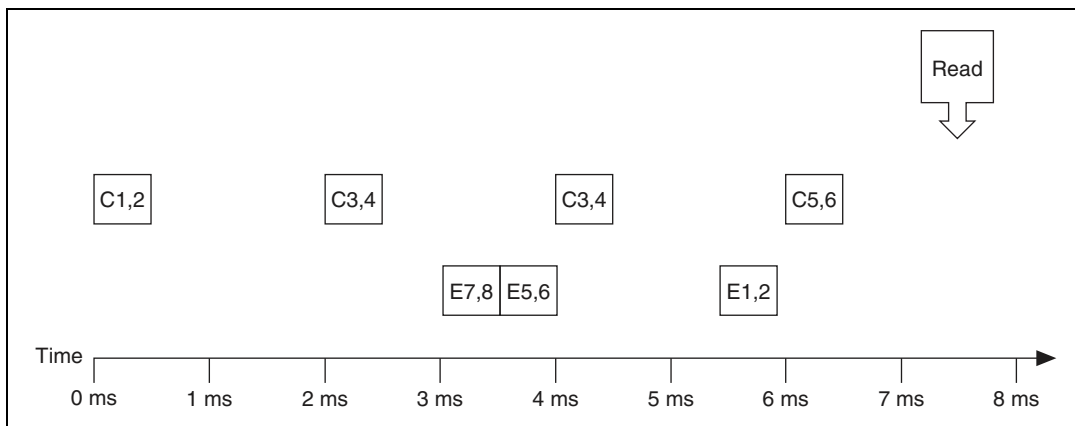 Read
C1,2 C3,4 C3,4 C5,6
E7,8 E5,6 E1,2
Time
0 ms 1 ms 2 ms 3 ms 4 ms 5 ms 6 ms 7 ms 8 ms